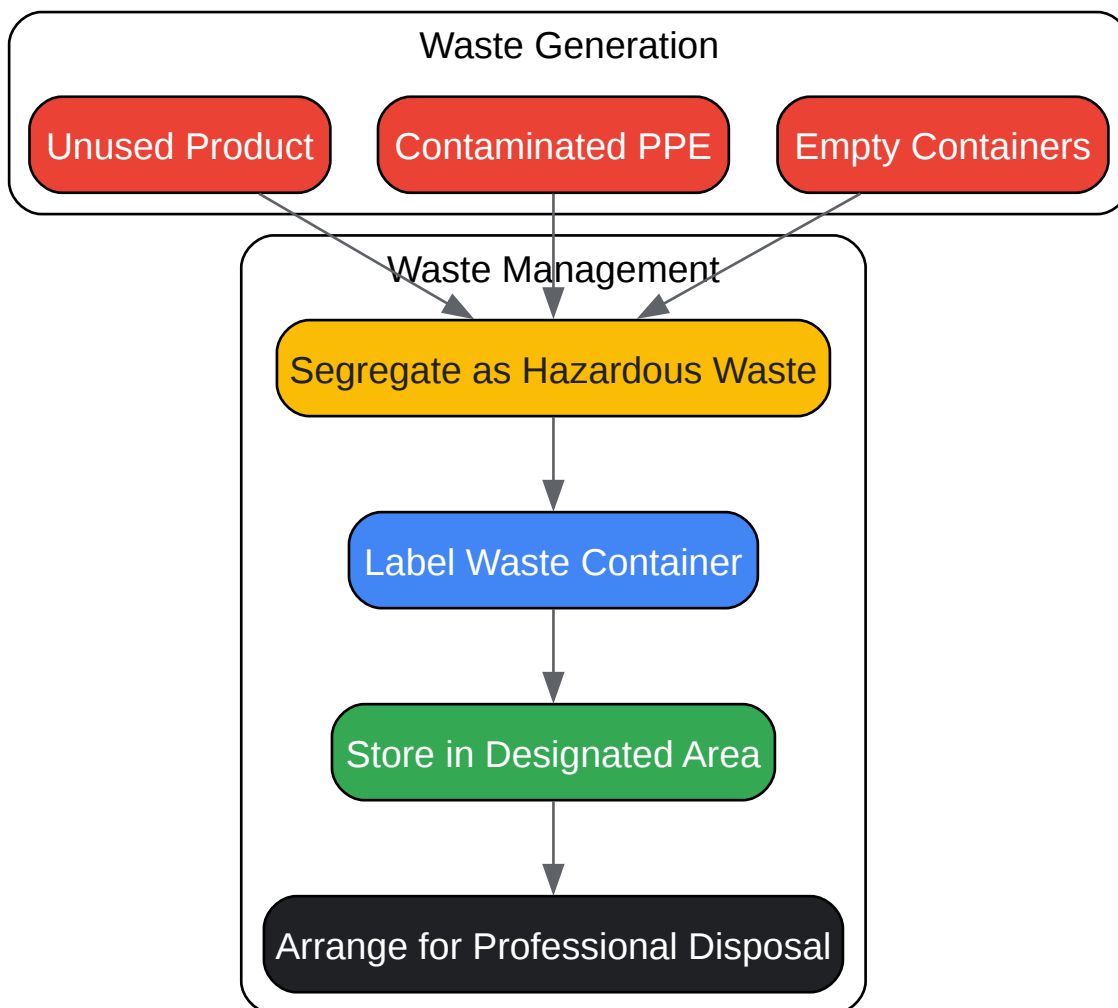 Waste Generation
Unused Product
Contaminated PPE
Empty Containers
Waste Management
Segregate as Hazardous Waste
Label Waste Container
Store in Designated Area
Arrange for Professional Disposal